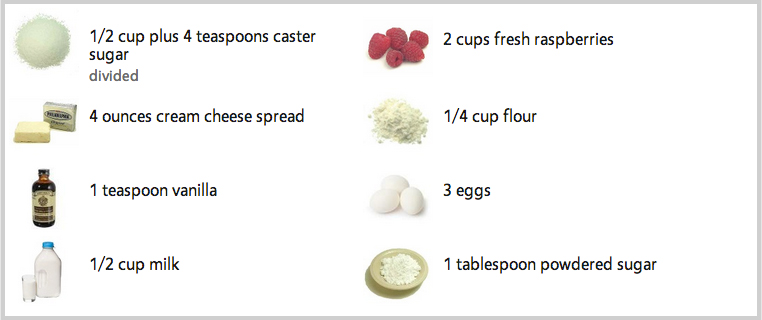 1/2 cup plus 4 teaspoons caster
sugar
divided
2 cups fresh raspberries
PHILADELPHIA
4 ounces cream cheese spread
1/4 cup flour
1 teaspoon vanilla
3 eggs
1/2 cup milk
1 tablespoon powdered sugar